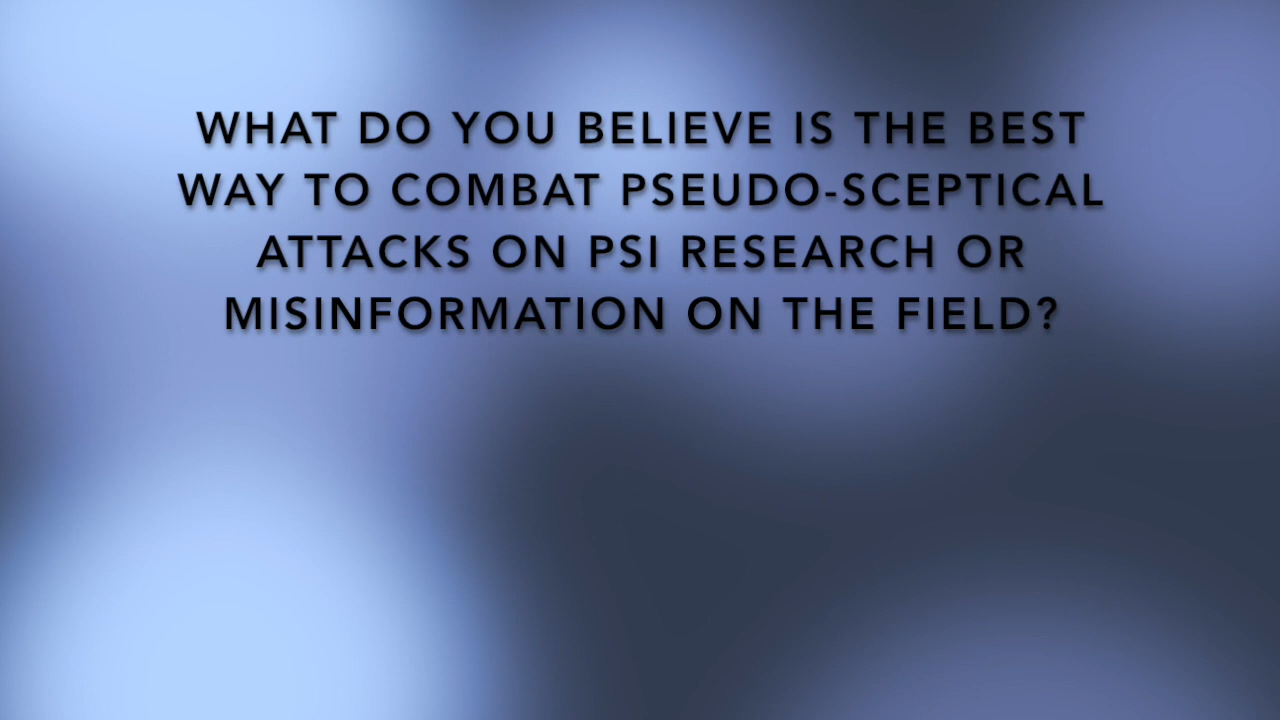 WHAT DO YOU BELIEVE IS THE BEST
WAY TO COMBAT PSEUDO-SCEPTICAL
ATTACKS ON PSI RESEARCH OR
MISINFORMATION ON THE FIELD?